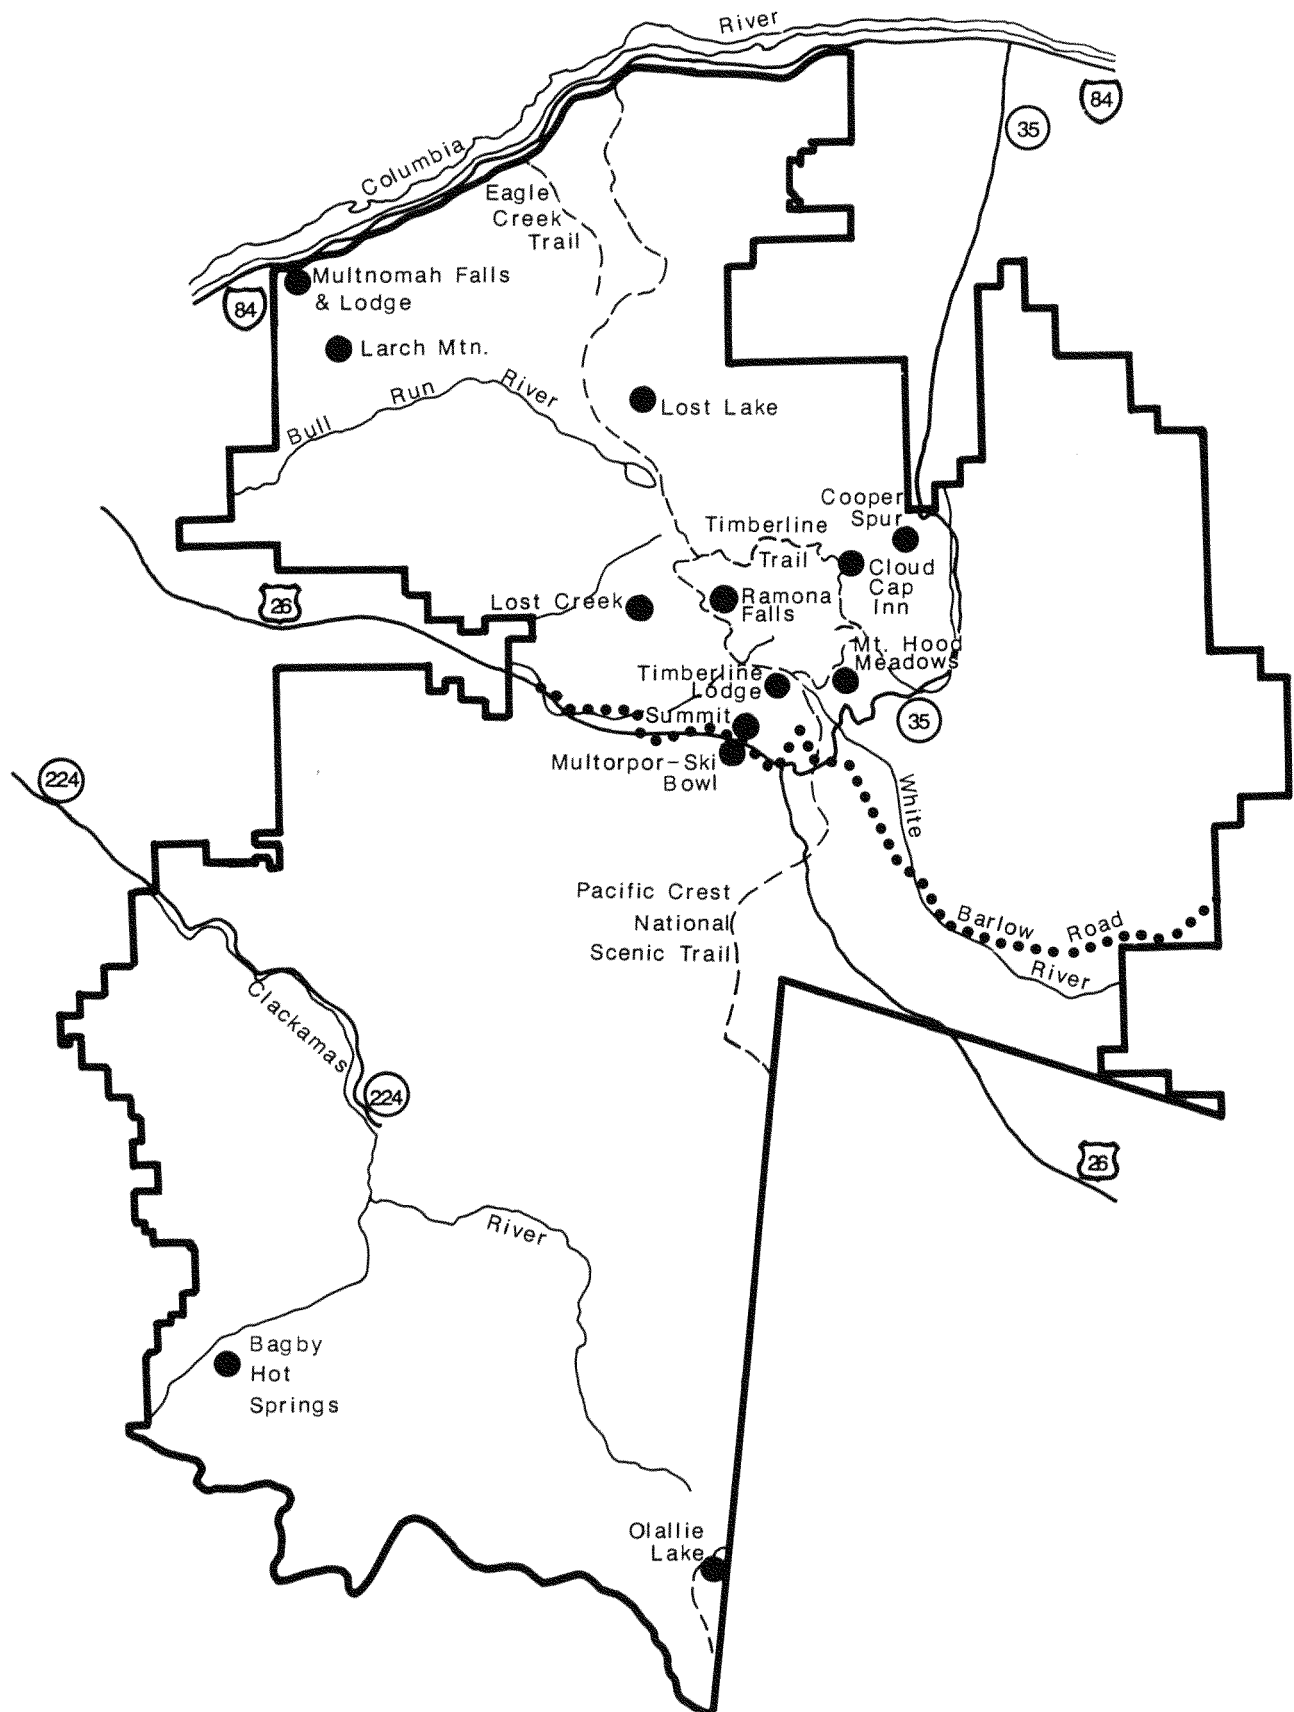 River
84
35
Columbia
Eagle
Creek
Trail
Multnomah Falls
& Lodge
84
Larch Mtn.
Bull Run River
Lost Lake
Cooper
Spur
Timberline
Trail
Cloud
Cap
Inn
26
Lost Creek
Ramona
Falls
Mt. Hood
Meadows
Timberline
Lodge
Summit
35
Multorpor-Ski
Bowl
224
White
Pacific Crest
National
Scenic Trail
Barlow Road
River
Clackamas
224
26
River
Bagby
Hot
Springs
Olallie
Lake